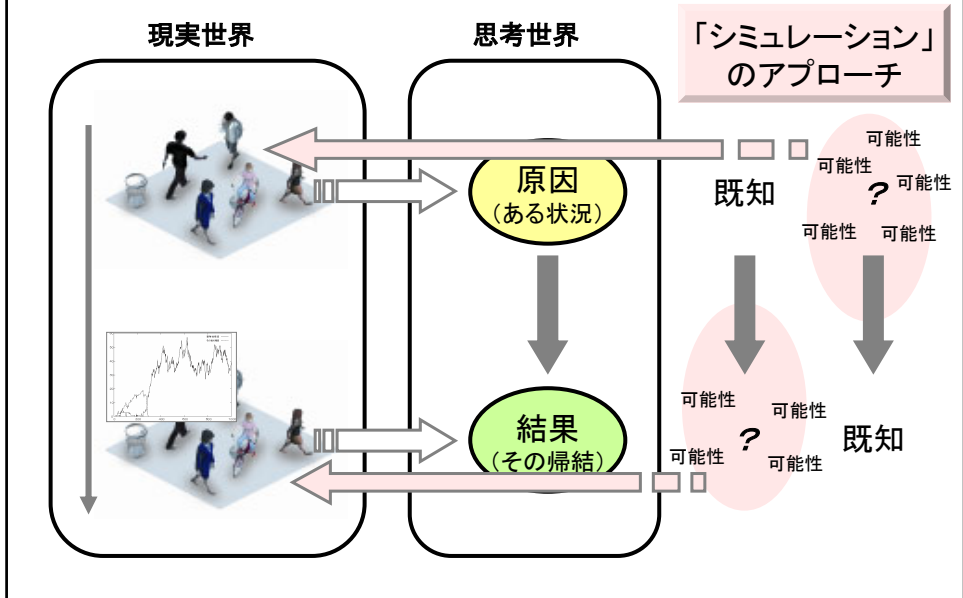 現実世界
思考世界
「シミュレーション」
のアプローチ
原因
(ある状況)
既知
可能性
可能性
可能性
?
可能性
可能性
結果
(その帰結)
可能性
可能性
?
可能性
可能性
既知